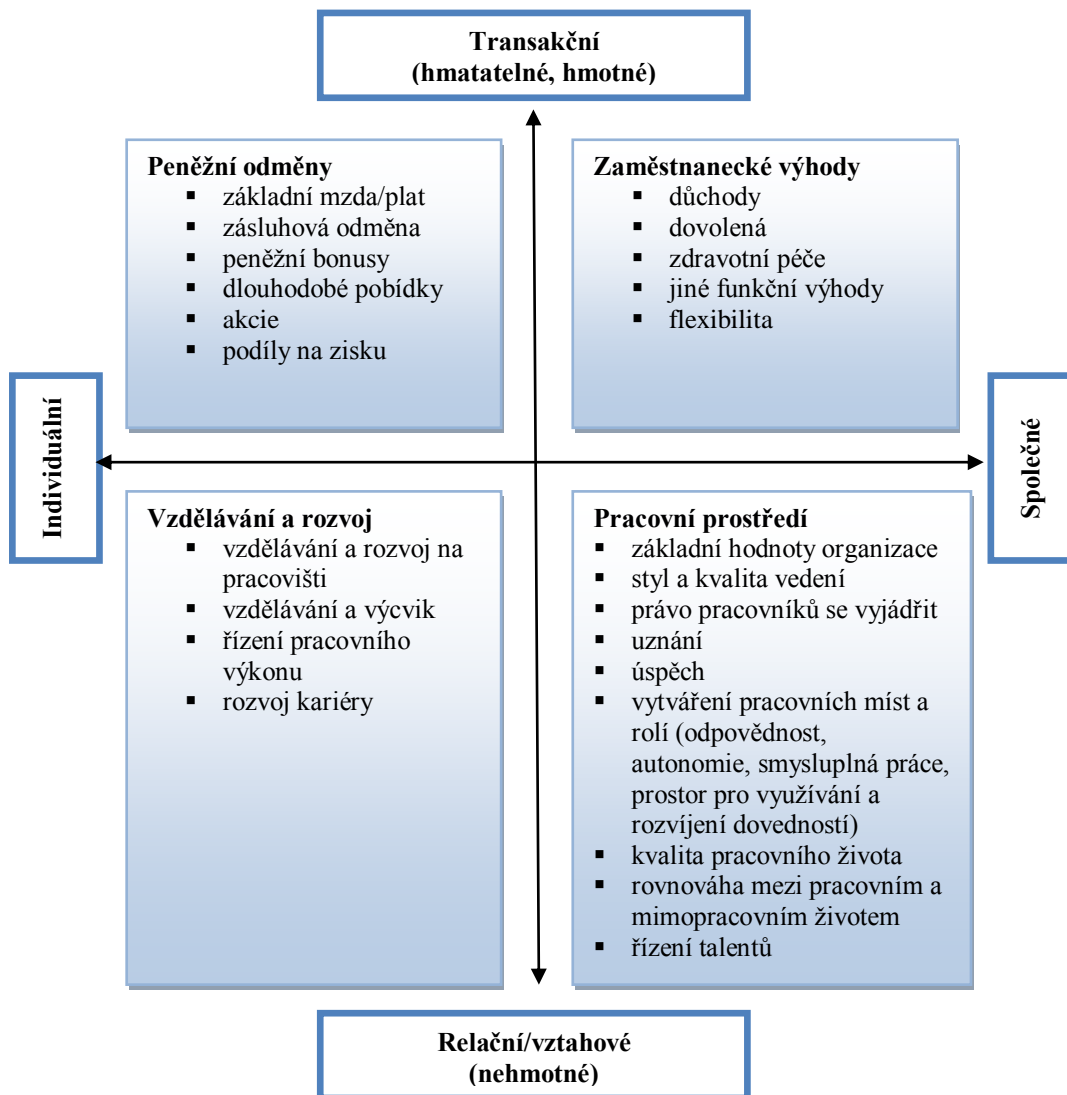 Transakční
(hmatatelné, hmotné)
Peněžní odměny
▪ základní mzda/plat
▪ zásluhová odměna
▪ peněžní bonusy
▪ dlouhodobé pobídky
▪ akcie
▪ podíly na zisku
Zaměstnanecké výhody
▪ důchody
▪ dovolená
▪ zdravotní péče
▪ jiné funkční výhody
▪ flexibilita
Individuální
Společné
Vzdělávání a rozvoj
▪ vzdělávání a rozvoj na
pracovišti
▪ vzdělávání a výcvik
▪ řízení pracovního
výkonu
▪ rozvoj kariéry
Pracovní prostředí
▪ základní hodnoty organizace
▪ styl a kvalita vedení
▪ právo pracovníků se vyjádřit
▪ uznání
▪ úspěch
▪ vytváření pracovních míst a
rolí (odpovědnost,
autonomie, smysluplná práce,
prostor pro využívání a
rozvíjení dovedností)
▪ kvalita pracovního života
▪ rovnováha mezi pracovním a
mimopracovním životem
▪ řízení talentů
Relační/vztahové
(nehmotné)